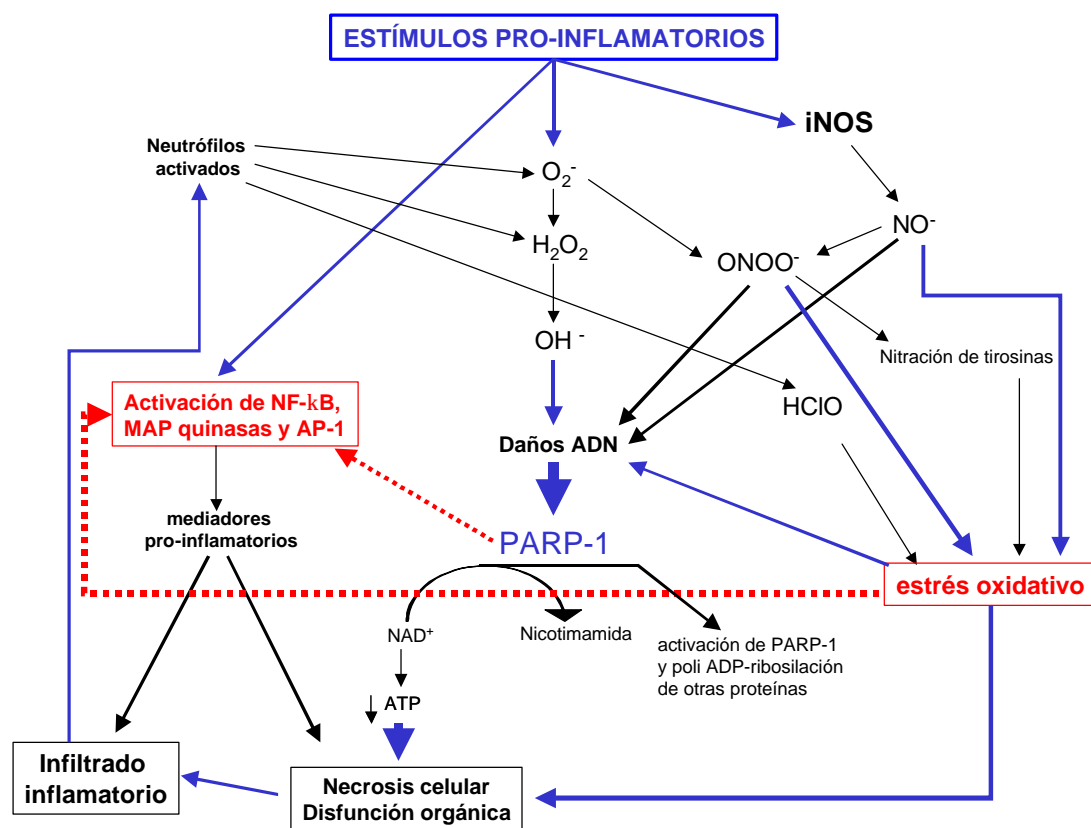 ESTÍMULOS PRO-INFLAMATORIOS
iNOS
Neutrófilos
activados
O₂⁻
NO⁻
H₂O₂
ONOO⁻
OH ⁻
Nitración de tirosinas
Activación de NF-kB,
MAP quinasas y AP-1
HClO
Daños ADN
mediadores
pro-inflamatorios
PARP-1
estrés oxidativo
NAD⁺
Nicotimamida
activación de PARP-1
y poli ADP-ribosilación
de otras proteínas
ATP
Infiltrado
inflamatorio
Necrosis celular
Disfunción orgánica